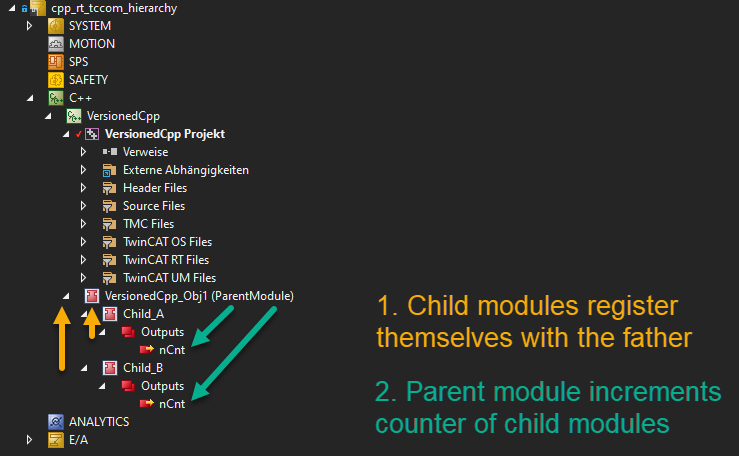 cpp_rt_tccom_hierarchy
SYSTEM
MOTION
SPS
SAFETY
C++
VersionedCpp
VersionedCpp Projekt
Verweise
Externe Abhängigkeiten
Header Files
Source Files
TMC Files
TwinCAT OS Files
TwinCAT RT Files
TwinCAT UM Files
VersionedCpp_Obj1 (ParentModule)
Child_A
Outputs
nCnt
Child_B
Outputs
nCnt
ANALYTICS
E/A
1. Child modules register
themselves with the father
2. Parent module increments
counter of child modules